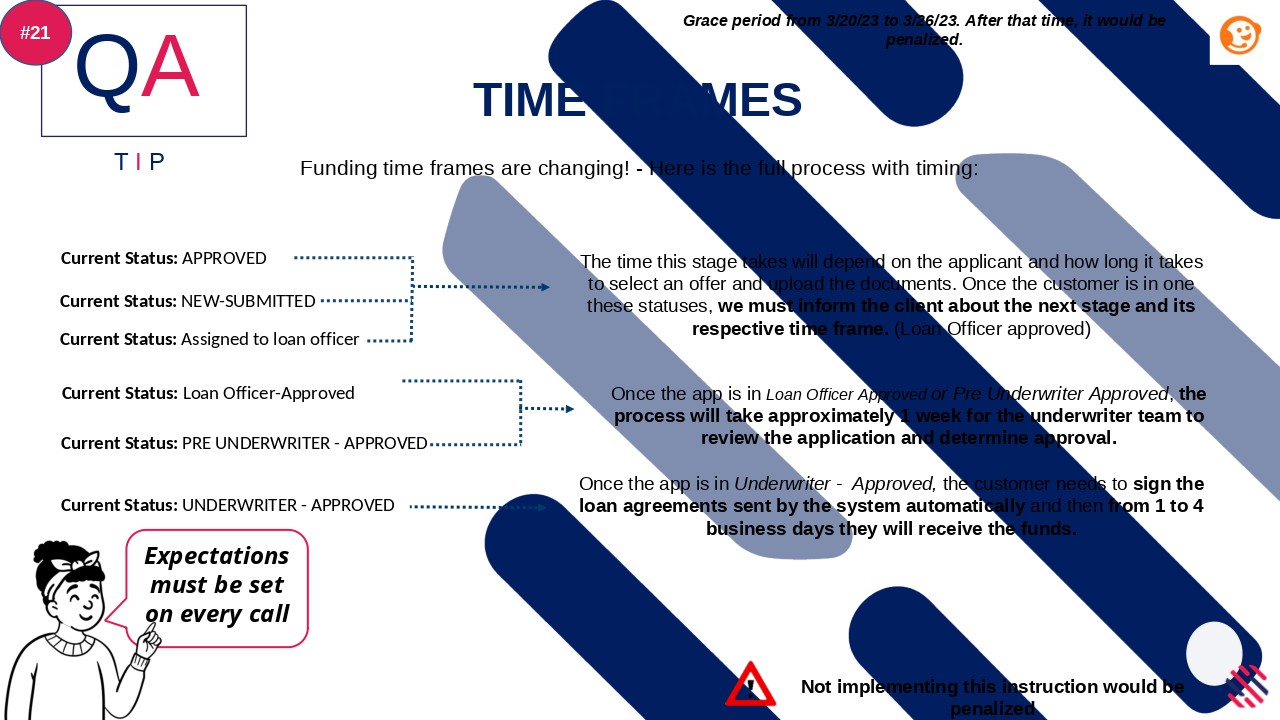 #21
QA
TIP
Grace period from 3/20/23 to 3/26/23. After that time, it would be
penalized.
TIME FRAMES
Funding time frames are changing! - Here is the full process with timing:
Current Status: APPROVED
Current Status: NEW-SUBMITTED
Current Status: Assigned to loan officer
The time this stage takes will depend on the applicant and how long it takes
to select an offer and upload the documents. Once the customer is in one
these statuses, we must inform the client about the next stage and its
respective time frame. (Loan Officer approved)
Current Status: Loan Officer-Approved
Current Status: PRE UNDERWRITER - APPROVED
Once the app is in Loan Officer Approved or Pre Underwriter Approved, the
process will take approximately 1 week for the underwriter team to
review the application and determine approval.
Current Status: UNDERWRITER - APPROVED
Once the app is in Underwriter - Approved, the customer needs to sign the
loan agreements sent by the system automatically and then from 1 to 4
business days they will receive the funds.
Expectations
must be set
on every call
Not implementing this instruction would be
penalized